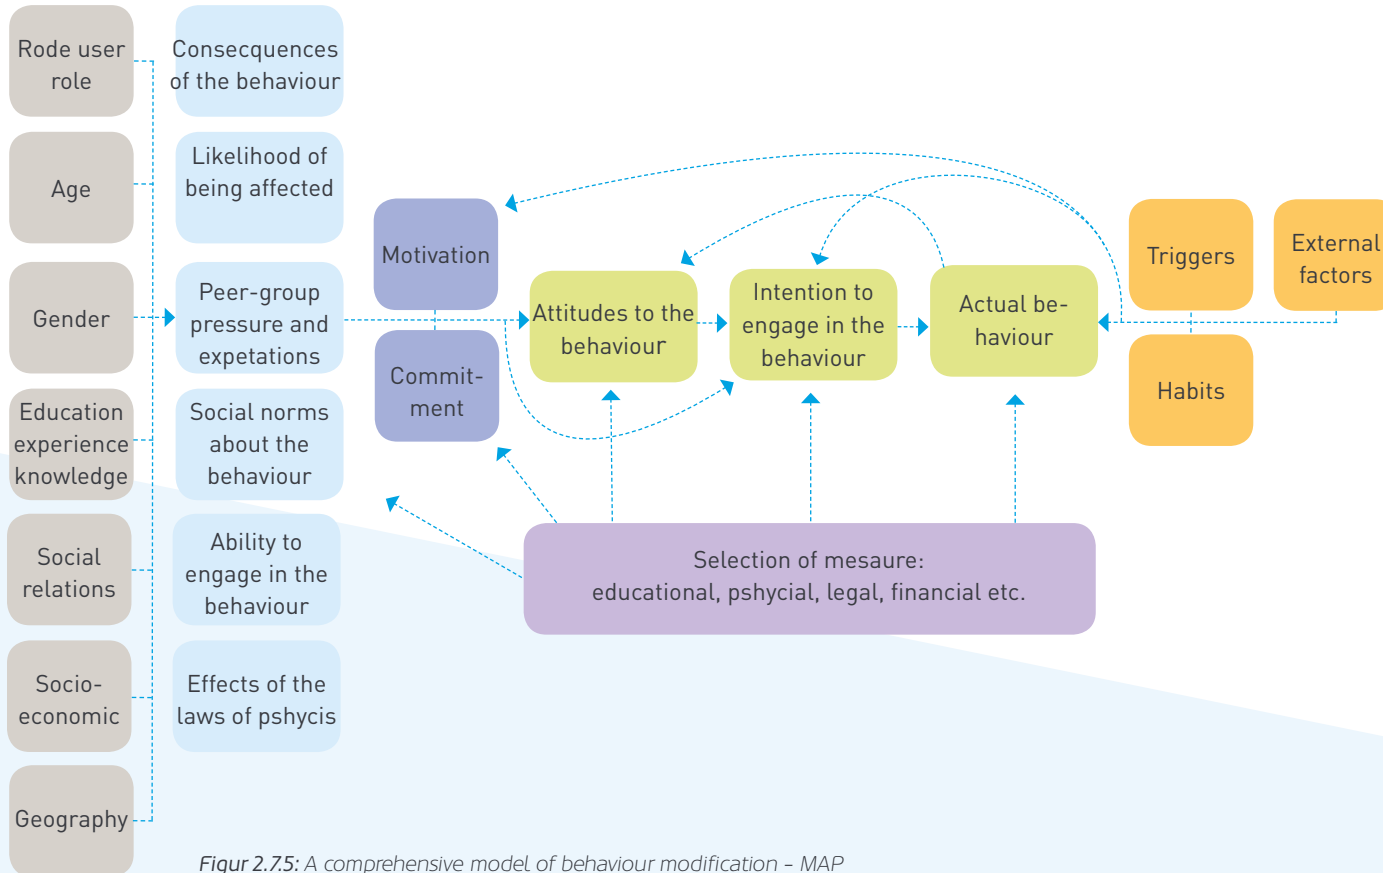 Rode user
role
Age
Gender
Education
experience
knowledge
Social
relations
Socio-
economic
Geography
Consecquences
of the behaviour
Likelihood of
being affected
Peer-group
pressure and
expetations
Social norms
about the
behaviour
Ability to
engage in the
behaviour
Effects of the
laws of pshycis
Motivation
Commit-
ment
Attitudes to the
behaviour
Intention to
engage in the
behaviour
Actual be-
haviour
Triggers
Habits
External
factors
Selection of mesaure:
educational, pshycial, legal, financial etc.
Figur 2.7.5: A comprehensive model of behaviour modification – MAP